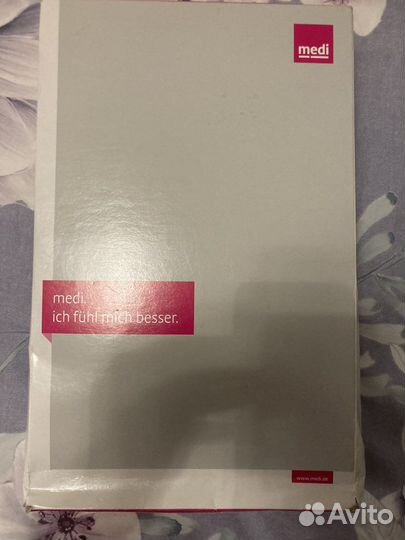 medi
medi.
ich fühl mich besser.
www.medi.de
Avito